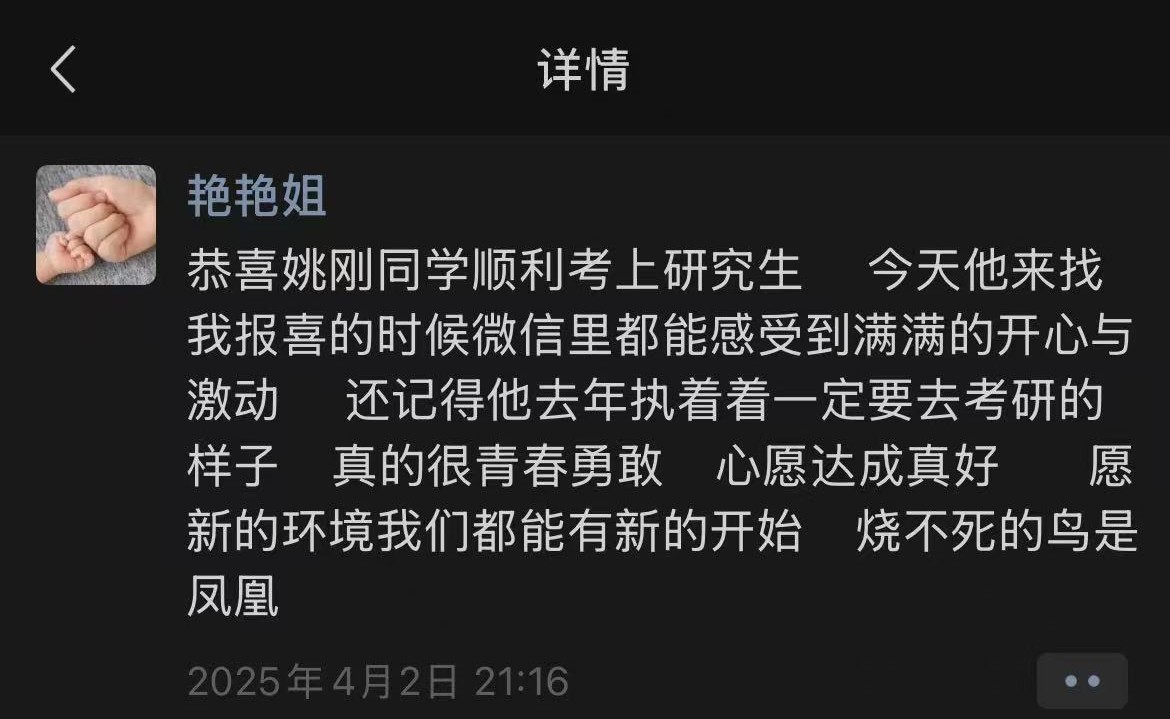 详情
艳艳姐
恭喜姚刚同学顺利考上研究生 今天他来找
我报喜的时候微信里都能感受到满满的开心与
激动 还记得他去年执着着一定要去考研的
样子 真的很青春勇敢 心愿达成真好 愿
新的环境我们都能有新的开始 烧不死的鸟是
凤凰
2025年4月2日 21:16